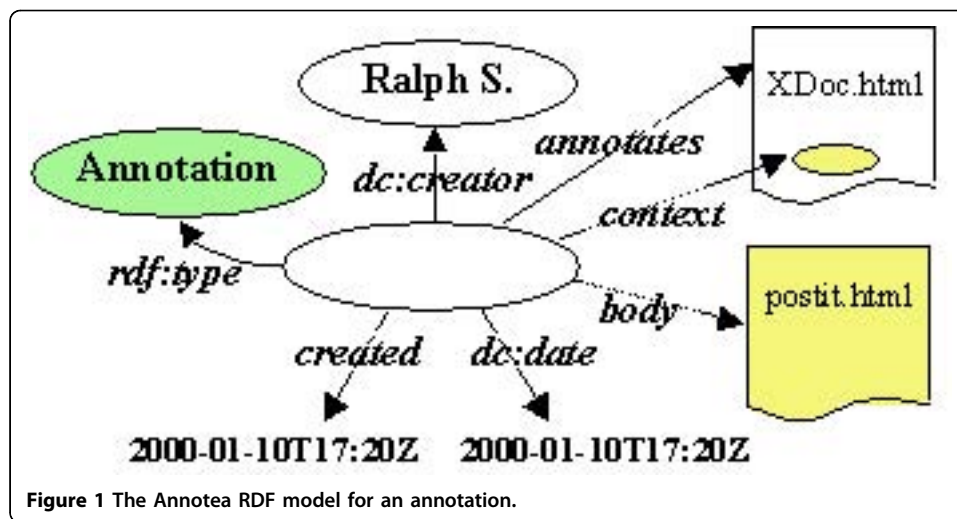 Ralph S.
XDoc.html
annotates
Annotation
dc:creator
context
rdf:type
body
postit.html
created
dc:date
2000-01-10T17:20Z
2000-01-10T17:20Z
Figure 1 The Annotea RDF model for an annotation.